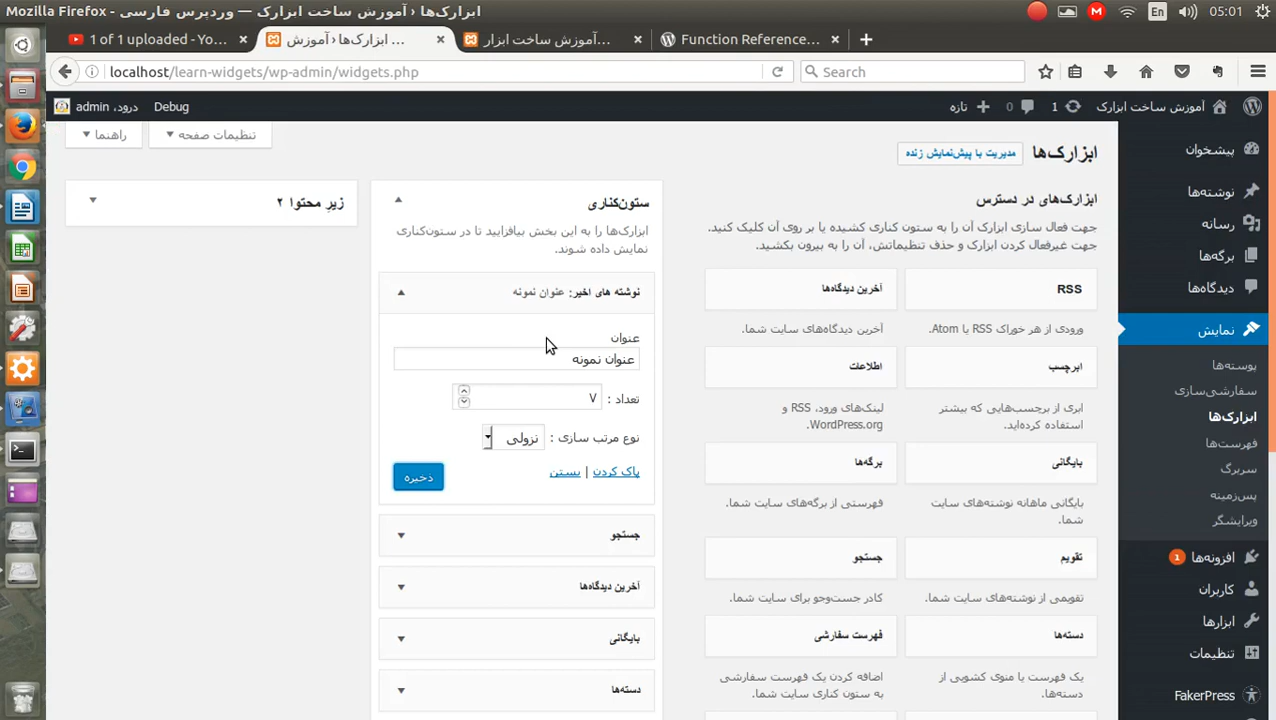 ابزارک‌ها ‹ آموزش ساخت ابزارک — وردپرس فارسی - Mozilla Firefox
En
05:01
1 of 1 uploaded - Yo...
ابزارک‌ها ‹ آموزش ...
آموزش ساخت ابزار...
Function Reference...
localhost/learn-widgets/wp-admin/widgets.php
Search
آموزش ساخت ابزارک
1
0
تازه
Debug
درود، admin
پیشخوان
نوشته‌ها
رسانه
برگه‌ها
دیدگاه‌ها
نمایش
پوسته‌ها
سفارشی‌سازی
ابزارک‌ها
فهرست‌ها
سربرگ
پس‌زمینه
ویرایشگر
افزونه‌ها 1
کاربران
ابزارها
تنظیمات
FakerPress
تنظیمات صفحه
راهنما
ابزارک‌ها
مدیریت با پیش‌نمایش زنده
ابزارک‌های در دسترس
جهت فعال سازی ابزارک آن را به ستون کناری کشیده یا بر روی آن کلیک کنید.
جهت غیرفعال کردن ابزارک و حذف تنظیماتش، آن را به بیرون بکشید.
RSS
ورودی از هر خوراک RSS یا Atom.
آخرین دیدگاه‌ها
آخرین دیدگاه‌های سایت شما.
ابرچسب
ابری از برچسب‌هایی که بیشتر
استفاده کرده‌اید.
اطلاعات
لینک‌های ورود، RSS و
WordPress.org.
بایگانی
بایگانی ماهانه نوشته‌های سایت
شما.
برگه‌ها
فهرستی از برگه‌های سایت شما.
تقویم
تقویمی از نوشته‌های سایت شما.
جستجو
کادر جست‌وجو برای سایت شما.
دسته‌ها
یک فهرست یا منوی کشویی از
دسته‌ها.
فهرست سفارشی
اضافه کردن یک فهرست سفارشی
به ستون کناری سایت شما.
ستون‌کناری
ابزارک‌ها را به این بخش بیافزایید تا در ستون‌کناری
نمایش داده شوند.
نوشته های اخیر: عنوان نمونه
عنوان
عنوان نمونه
تعداد :
۷
نوع مرتب سازی :
نزولی
پاک کردن | بستن
ذخیره
جستجو
آخرین دیدگاه‌ها
بایگانی
دسته‌ها
زیر محتوا ۲